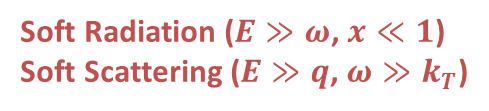 Soft Radiation (E ≫ ω, x ≪ 1)
Soft Scattering (E ≫ q, ω ≫ k_T)